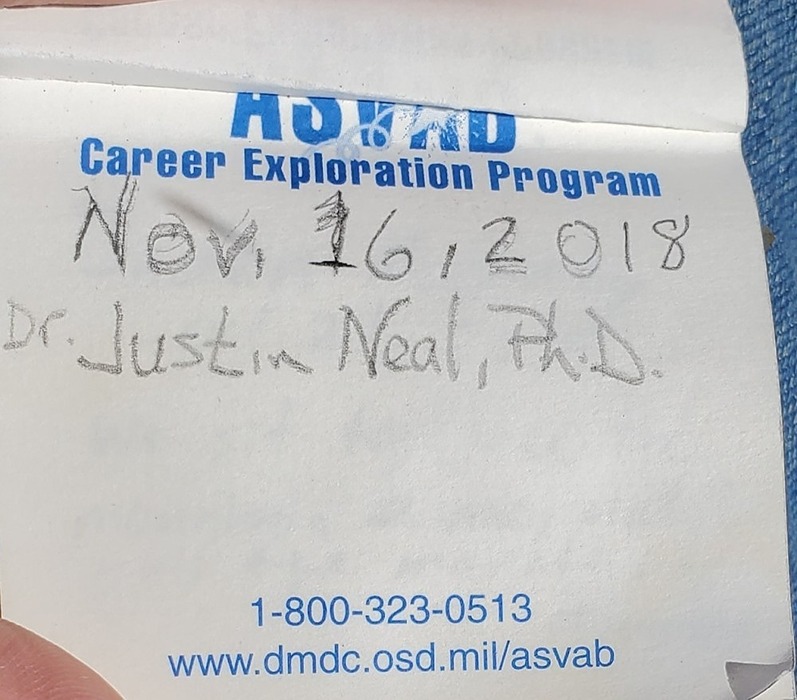 ASVAB
Career Exploration Program
Nov, 16, 2018
Dr. Justin Neal, Ph.D.
1-800-323-0513
www.dmdc.osd.mil/asvab